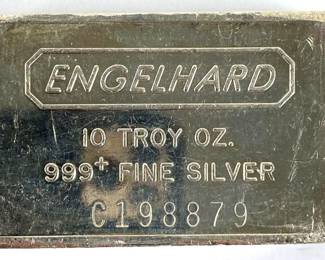 ENGELHARD
10 TROY OZ.
999+ FINE SILVER
C198879